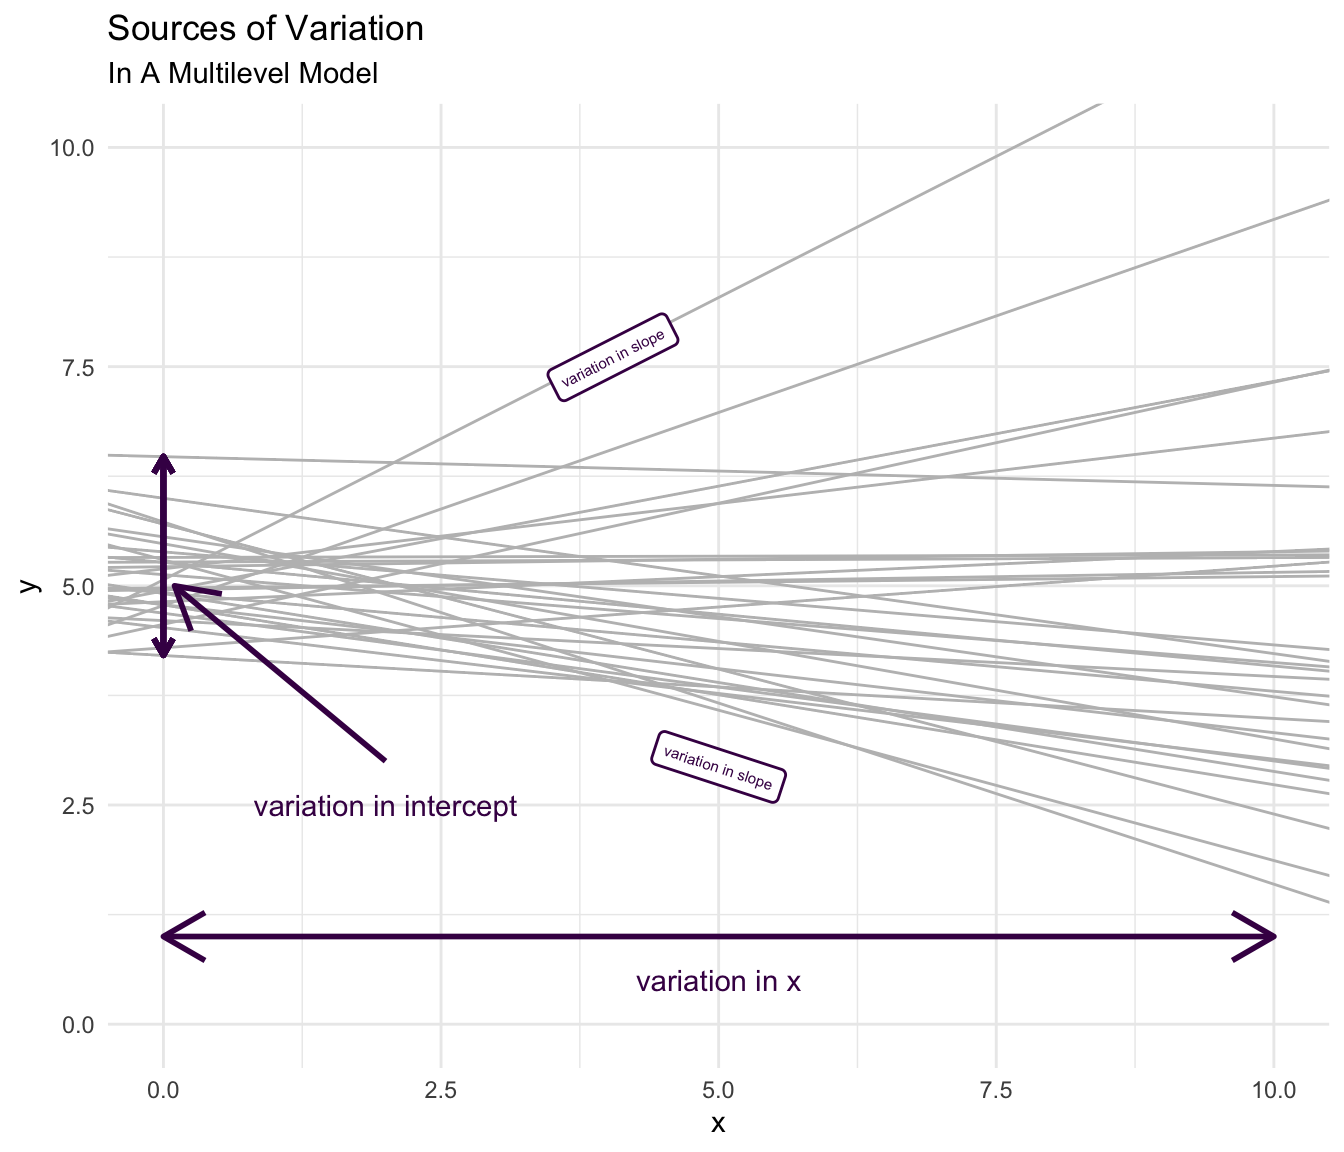 Sources of Variation
In A Multilevel Model
10.0
7.5
5.0
2.5
0.0
y
variation in slope
variation in slope
variation in intercept
variation in x
0.0 2.5 5.0 7.5 10.0
x